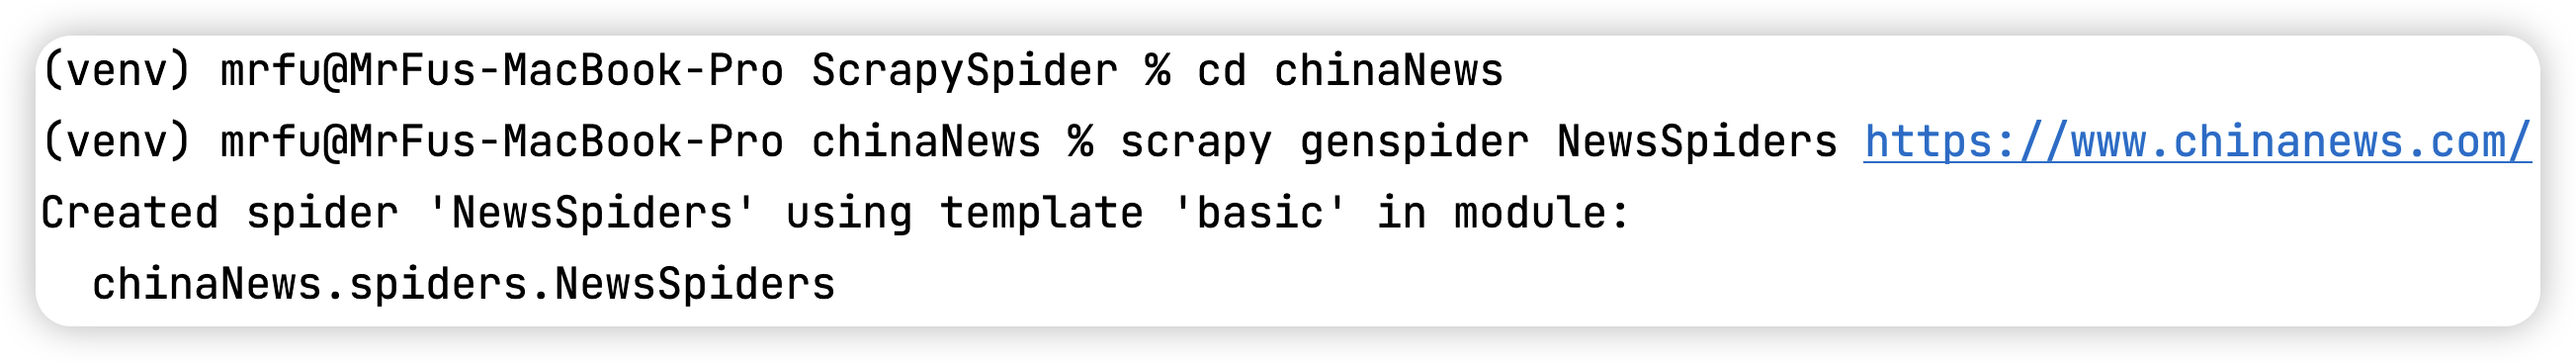 (venv) mrfu@MrFus-MacBook-Pro ScrapySpider % cd chinaNews
(venv) mrfu@MrFus-MacBook-Pro chinaNews % scrapy genspider NewsSpiders https://www.chinanews.com/
Created spider 'NewsSpiders' using template 'basic' in module:
  chinaNews.spiders.NewsSpiders